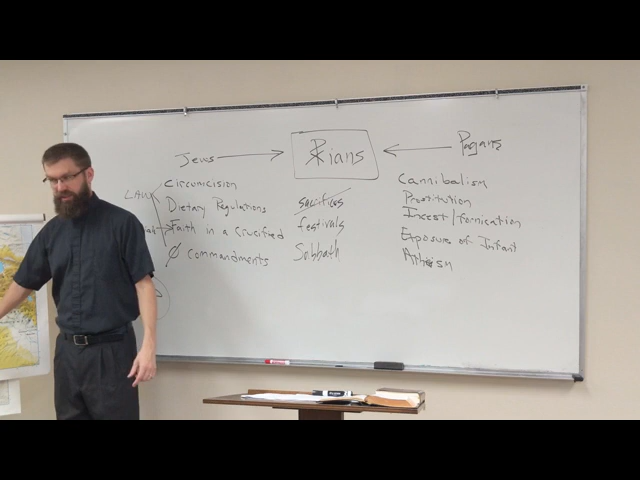 Jews
☧ians
Pagans
LAW
Circumcision
Dietary Regulations
Faith in a Crucified
Ø Commandments
sacrifices
festivals
Sabbath
Cannibalism
Prostitution
Incest/fornication
Exposure of Infant
Atheism